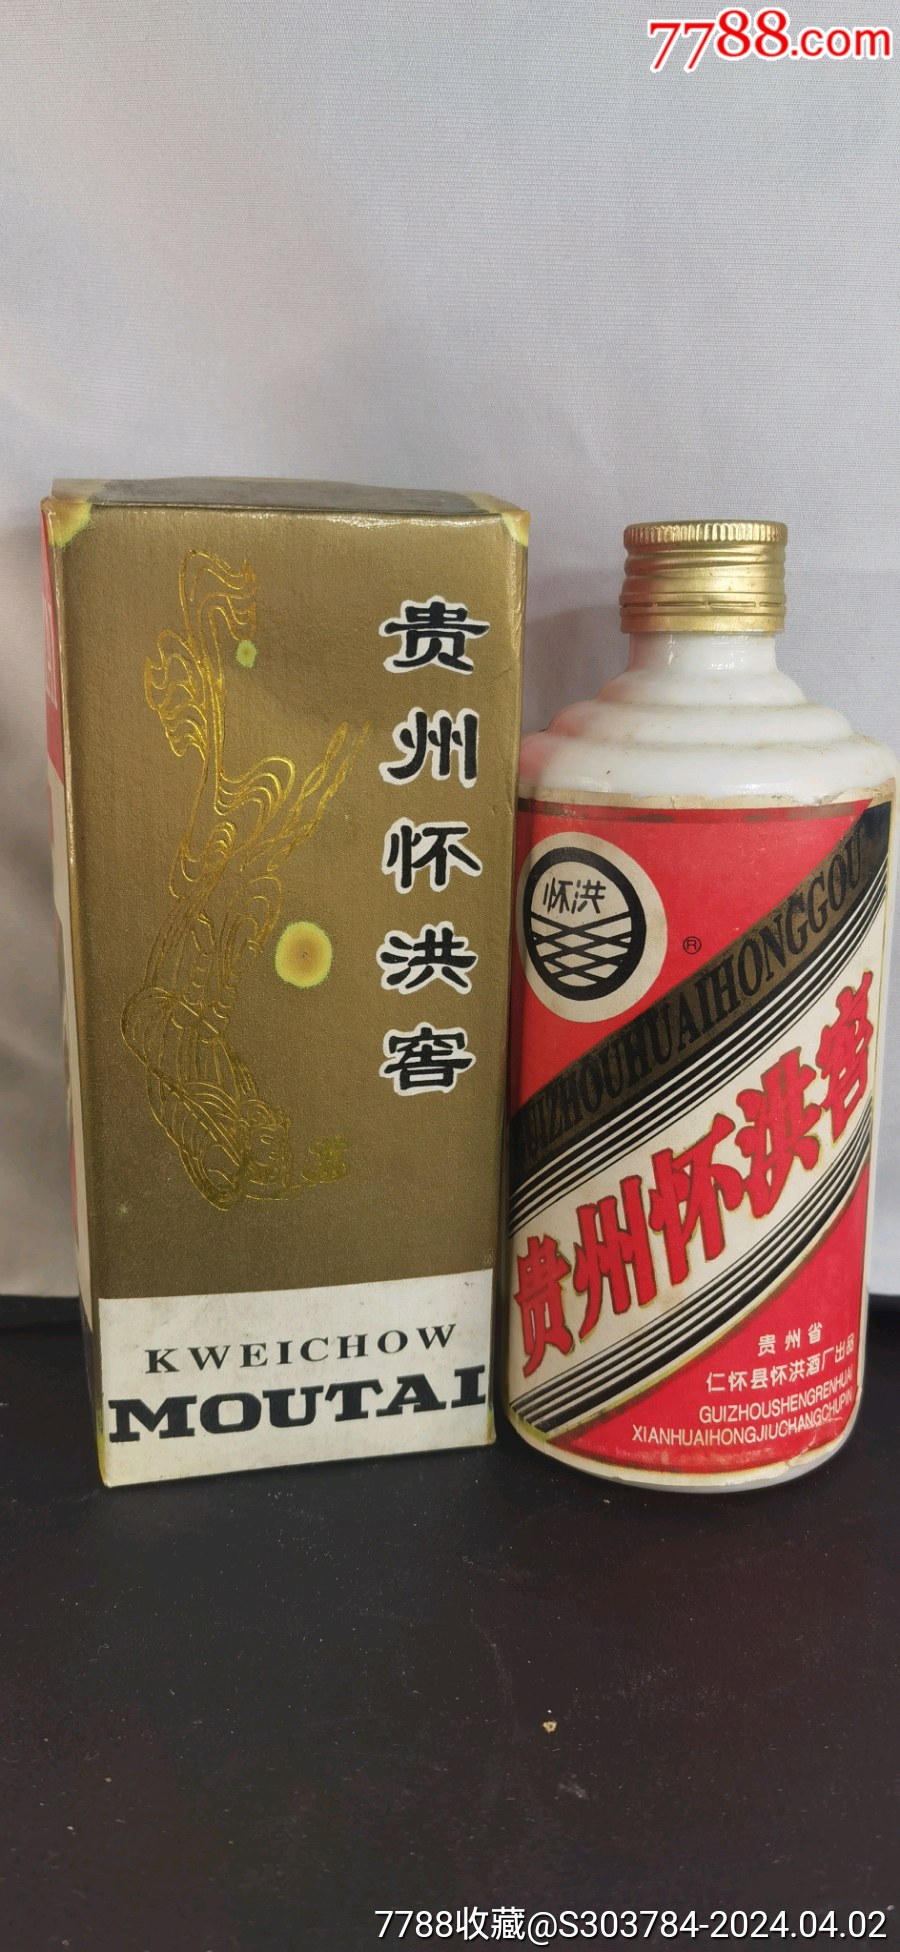 7788.com
贵州怀洪窖
KWEICHOW
MOUTAI
怀洪
®
GUIZHOUHUAIHONGGOU
贵州怀洪窖
贵州省
仁怀县怀洪酒厂出品
GUIZHOUSHENGRENHUAI
XIANHUAIHONGJIUCHANGCHUPIN
7788收藏@S303784-2024.04.02